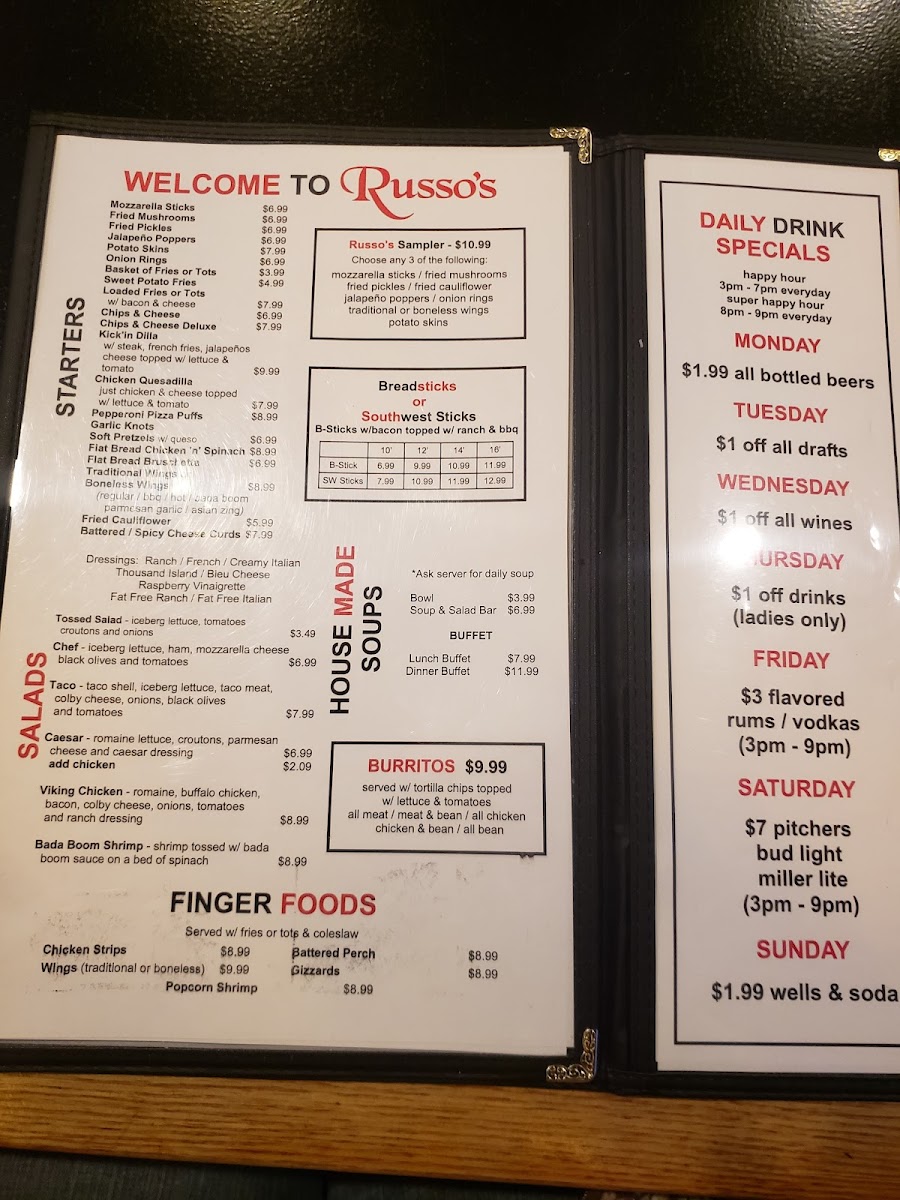 WELCOME TO Russo's
STARTERS
Mozzarella Sticks $6.99
Fried Mushrooms $6.99
Fried Pickles $6.99
Jalapeño Poppers $6.99
Potato Skins $7.99
Onion Rings $6.99
Basket of Fries or Tots $3.99
Sweet Potato Fries $4.99
Loaded Fries or Tots
w/ bacon & cheese $7.99
Chips & Cheese $6.99
Chips & Cheese Deluxe $7.99
Kick'in Dilla
w/ steak, french fries, jalapeños
cheese topped w/ lettuce &
tomato $9.99
Chicken Quesadilla
just chicken & cheese topped
w/ lettuce & tomato $7.99
Pepperoni Pizza Puffs $8.99
Garlic Knots
Soft Pretzels w/ queso $6.99
Flat Bread Chicken 'n' Spinach $8.99
Flat Bread Bruschetta $6.99
Traditional Wings
Boneless Wings $8.99
(regular / bbq / hot / bada boom
parmesan garlic / asian zing)
Fried Cauliflower $5.99
Battered / Spicy Cheese Curds $7.99
Russo's Sampler - $10.99
Choose any 3 of the following:
mozzarella sticks / fried mushrooms
fried pickles / fried cauliflower
jalapeño poppers / onion rings
traditional or boneless wings
potato skins
Breadsticks
or
Southwest Sticks
B-Sticks w/bacon topped w/ ranch & bbq
10' 12' 14' 16'
B-Stick 6.99 9.99 10.99 11.99
SW Sticks 7.99 10.99 11.99 12.99
Dressings: Ranch / French / Creamy Italian
Thousand Island / Bleu Cheese
Raspberry Vinaigrette
Fat Free Ranch / Fat Free Italian
SALADS
Tossed Salad - iceberg lettuce, tomatoes
croutons and onions $3.49
Chef - iceberg lettuce, ham, mozzarella cheese
black olives and tomatoes $6.99
Taco - taco shell, iceberg lettuce, taco meat,
colby cheese, onions, black olives
and tomatoes $7.99
Caesar - romaine lettuce, croutons, parmesan
cheese and caesar dressing $6.99
add chicken $2.09
Viking Chicken - romaine, buffalo chicken,
bacon, colby cheese, onions, tomatoes
and ranch dressing $8.99
Bada Boom Shrimp - shrimp tossed w/ bada
boom sauce on a bed of spinach $8.99
HOUSE MADE
SOUPS
*Ask server for daily soup
Bowl $3.99
Soup & Salad Bar $6.99
BUFFET
Lunch Buffet $7.99
Dinner Buffet $11.99
BURRITOS $9.99
served w/ tortilla chips topped
w/ lettuce & tomatoes
all meat / meat & bean / all chicken
chicken & bean / all bean
FINGER FOODS
Served w/ fries or tots & coleslaw
Chicken Strips $8.99 Battered Perch $8.99
Wings (traditional or boneless) $9.99 Gizzards $8.99
Popcorn Shrimp $8.99
DAILY DRINK
SPECIALS
happy hour
3pm - 7pm everyday
super happy hour
8pm - 9pm everyday
MONDAY
$1.99 all bottled beers
TUESDAY
$1 off all drafts
WEDNESDAY
$1 off all wines
THURSDAY
$1 off drinks
(ladies only)
FRIDAY
$3 flavored
rums / vodkas
(3pm - 9pm)
SATURDAY
$7 pitchers
bud light
miller lite
(3pm - 9pm)
SUNDAY
$1.99 wells & soda